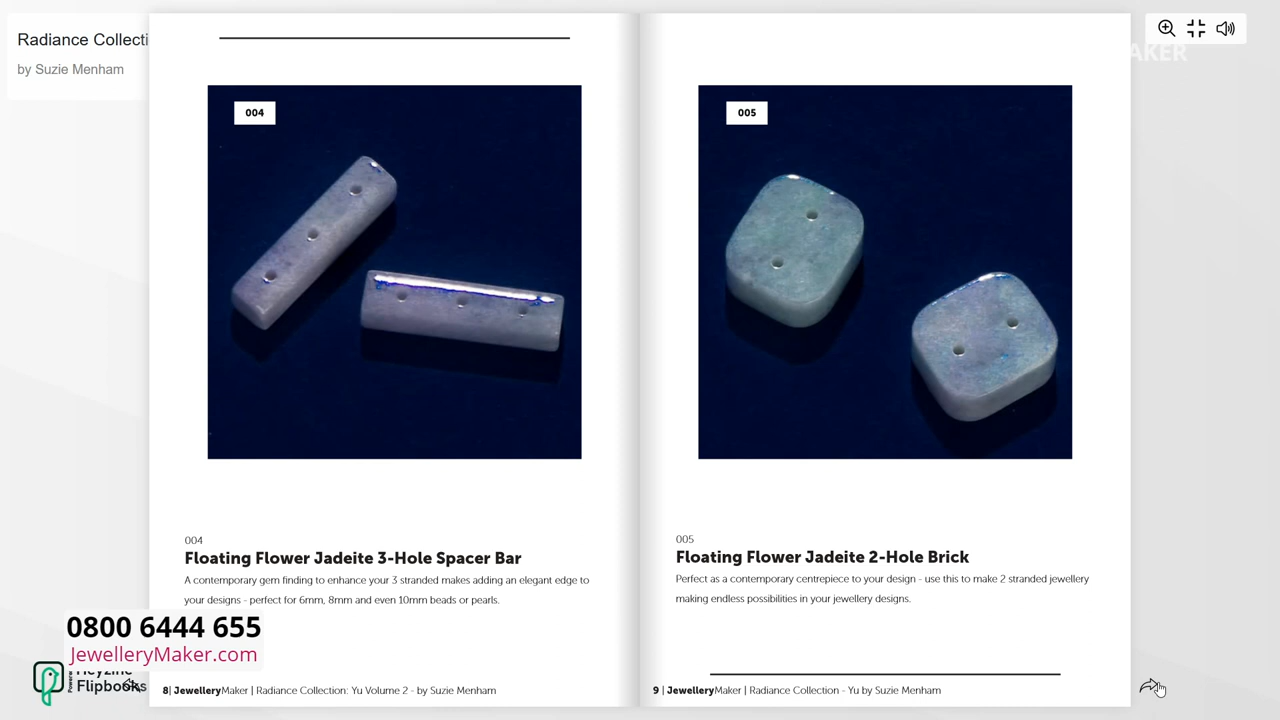 Radiance Collecti
by Suzie Menham
AKER
004
005
004
Floating Flower Jadeite 3-Hole Spacer Bar
A contemporary gem finding to enhance your 3 stranded makes adding an elegant edge to
your designs - perfect for 6mm, 8mm and even 10mm beads or pearls.
005
Floating Flower Jadeite 2-Hole Brick
Perfect as a contemporary centrepiece to your design - use this to make 2 stranded jewellery
making endless possibilities in your jewellery designs.
0800 6444 655
JewelleryMaker.com
Heyzine
Flipbooks
8| JewelleryMaker | Radiance Collection: Yu Volume 2 - by Suzie Menham
9 | JewelleryMaker | Radiance Collection - Yu by Suzie Menham